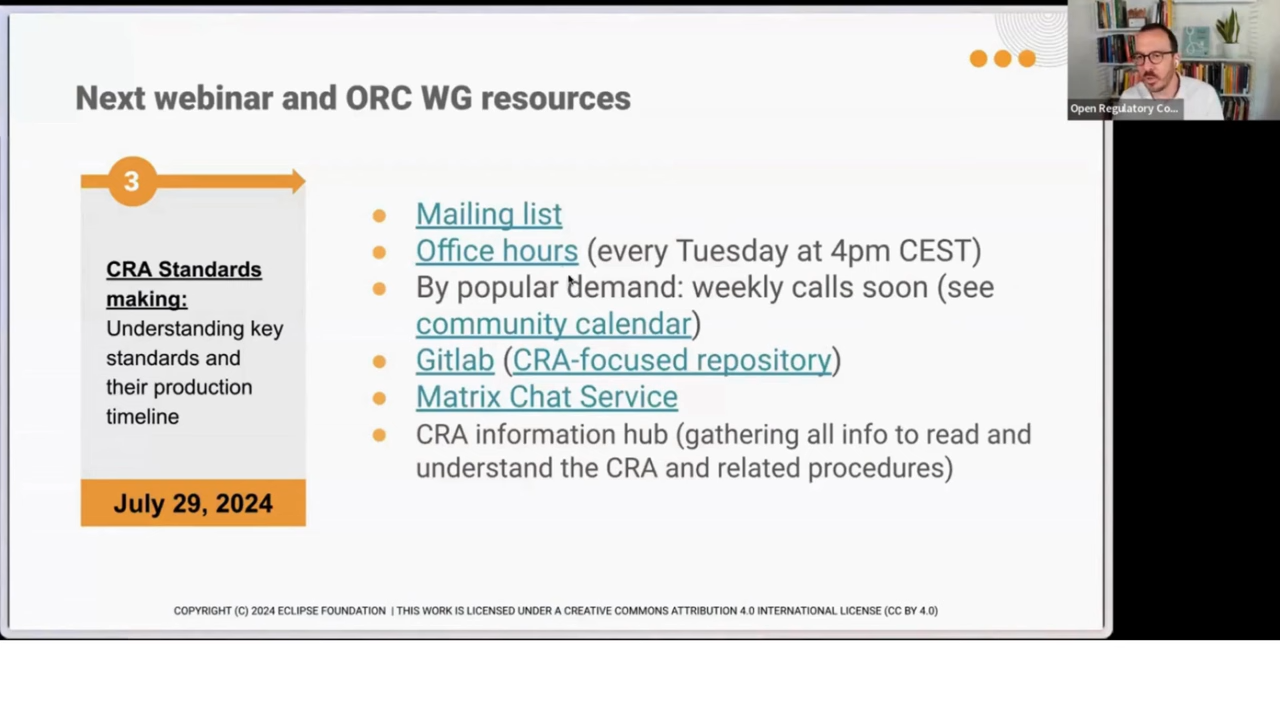 Next webinar and ORC WG resources
Open Regulatory Co...
3
CRA Standards
making:
Understanding key
standards and
their production
timeline
July 29, 2024
Mailing list
Office hours (every Tuesday at 4pm CEST)
By popular demand: weekly calls soon (see
community calendar)
Gitlab (CRA-focused repository)
Matrix Chat Service
CRA information hub (gathering all info to read and
understand the CRA and related procedures)
COPYRIGHT (C) 2024 ECLIPSE FOUNDATION | THIS WORK IS LICENSED UNDER A CREATIVE COMMONS ATTRIBUTION 4.0 INTERNATIONAL LICENSE (CC BY 4.0)